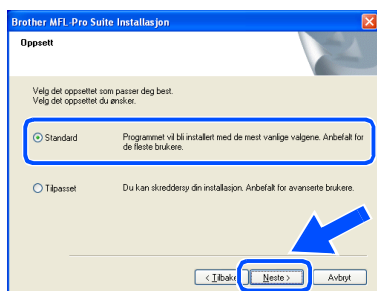 Brother MFL-Pro Suite Installasjon
Oppsett
Velg det oppsettet som passer deg best.
Velg det oppsettet du ønsker.
Standard
Programmet vil bli installert med de mest vanlige valgene. Anbefalt for
de fleste brukere.
Tilpasset
Du kan skreddersy din installasjon. Anbefalt for avanserte brukere.
< Tilbake
Neste >
Avbryt